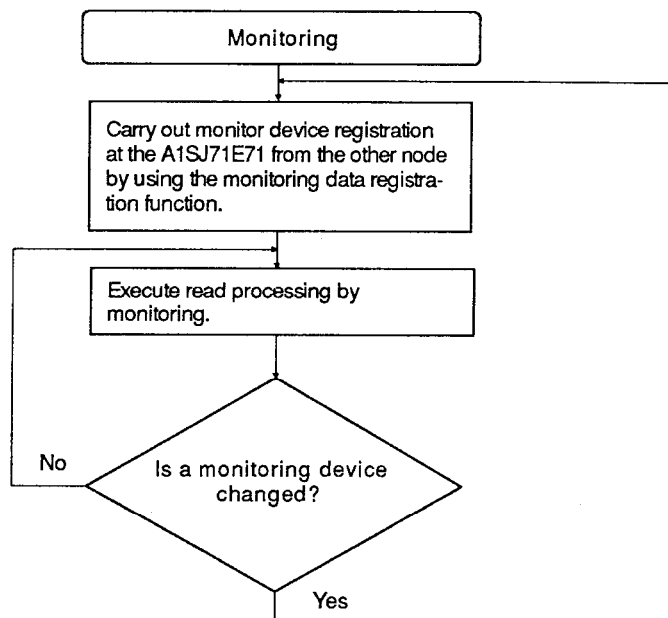 Monitoring
Carry out monitor device registration
at the A1SJ71E71 from the other node
by using the monitoring data registra-
tion function.
Execute read processing by
monitoring.
No
Is a monitoring device
changed?
Yes